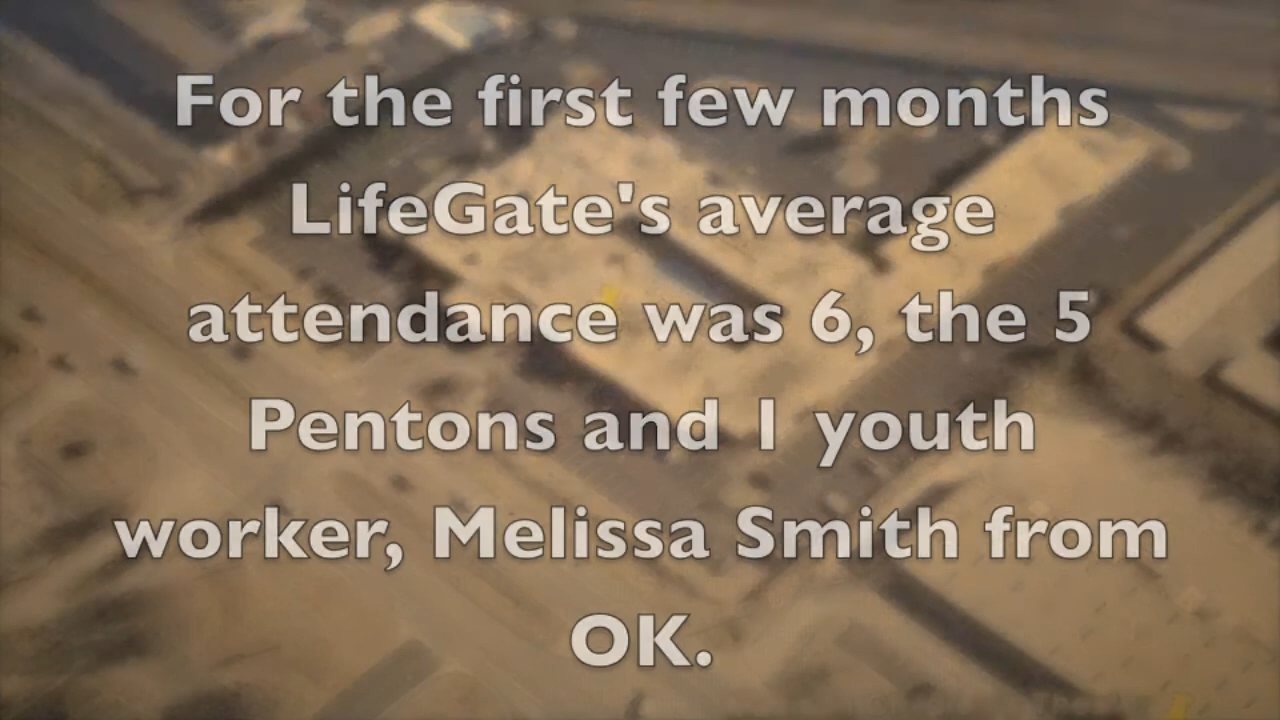 For the first few months
LifeGate's average
attendance was 6, the 5
Pentons and 1 youth
worker, Melissa Smith from
OK.